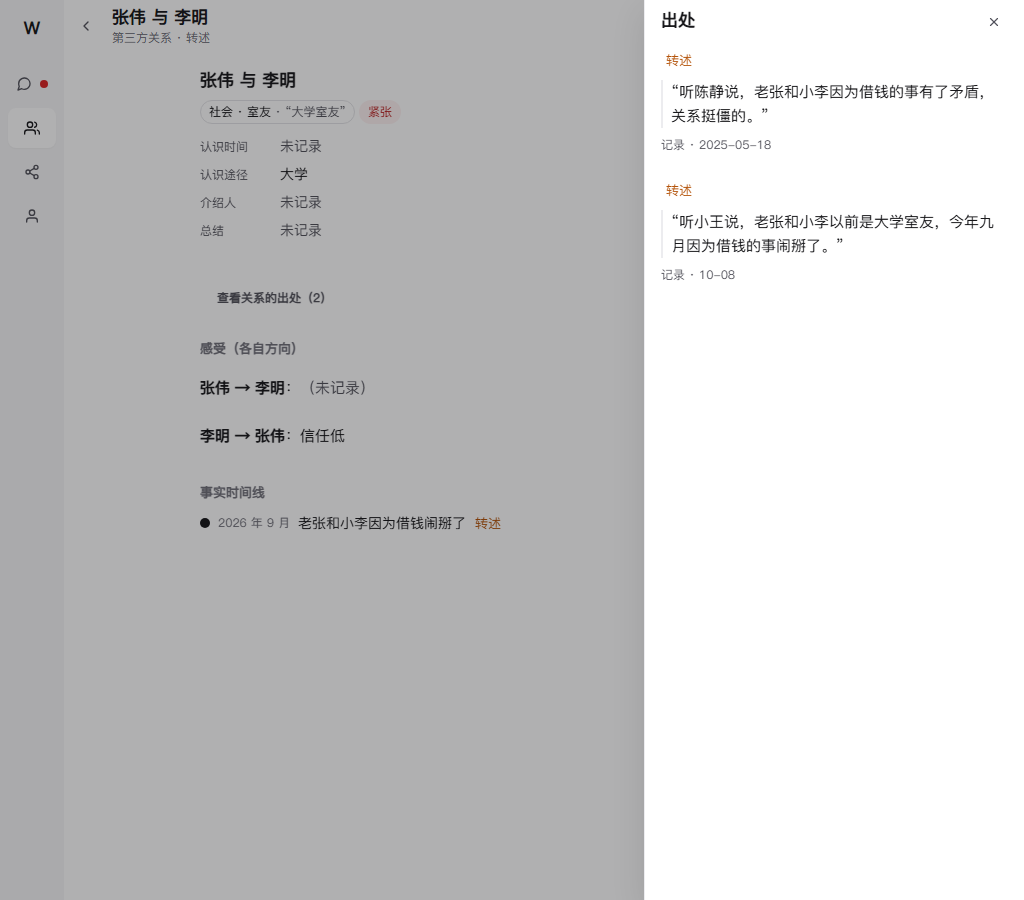 W
张伟 与 李明
第三方关系 · 转述
张伟 与 李明
社会 · 室友 · “大学室友” 紧张
认识时间 未记录
认识途径 大学
介绍人 未记录
总结 未记录
查看关系的出处（2）
感受（各自方向）
张伟 → 李明： （未记录）
李明 → 张伟： 信任低
事实时间线
2026 年 9 月 老张和小李因为借钱闹掰了 转述
出处
转述
“听陈静说，老张和小李因为借钱的事有了矛盾，
关系挺僵的。”
记录 · 2025-05-18
转述
“听小王说，老张和小李以前是大学室友，今年九
月因为借钱的事闹掰了。”
记录 · 10-08